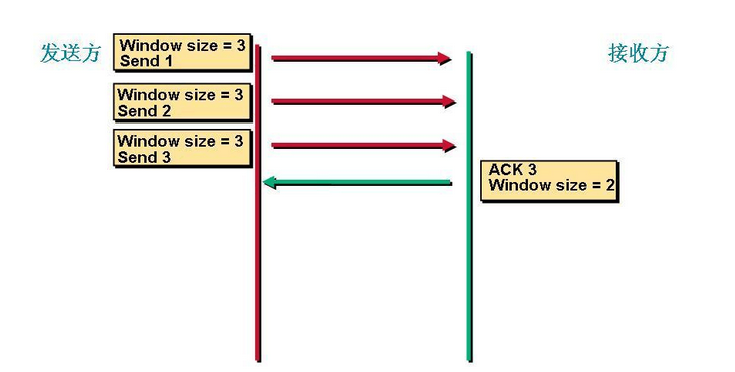 发送方
Window size = 3
Send 1
Window size = 3
Send 2
Window size = 3
Send 3
接收方
ACK 3
Window size = 2